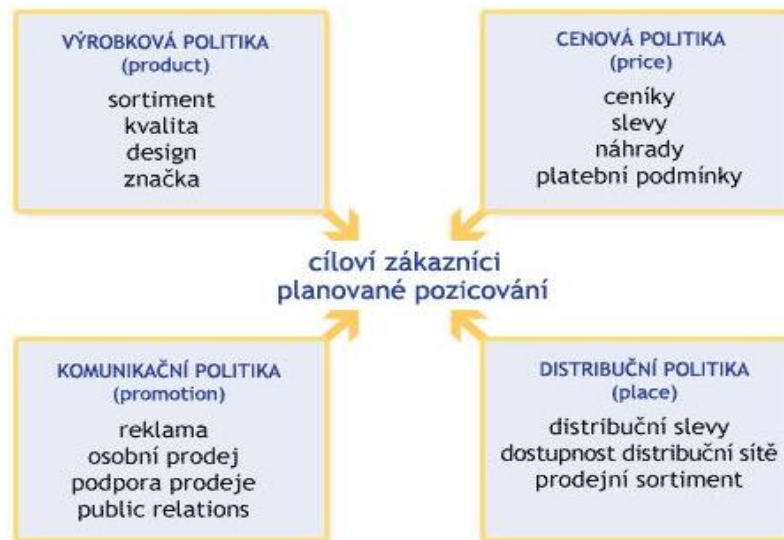 VÝROBKOVÁ POLITIKA
(product)
sortiment
kvalita
design
značka
CENOVÁ POLITIKA
(price)
ceníky
slevy
náhrady
platební podmínky
cíloví zákazníci
planované pozicování
KOMUNIKAČNÍ POLITIKA
(promotion)
reklama
osobní prodej
podpora prodeje
public relations
DISTRIBUČNÍ POLITIKA
(place)
distribuční slevy
dostupnost distribuční sítě
prodejní sortiment